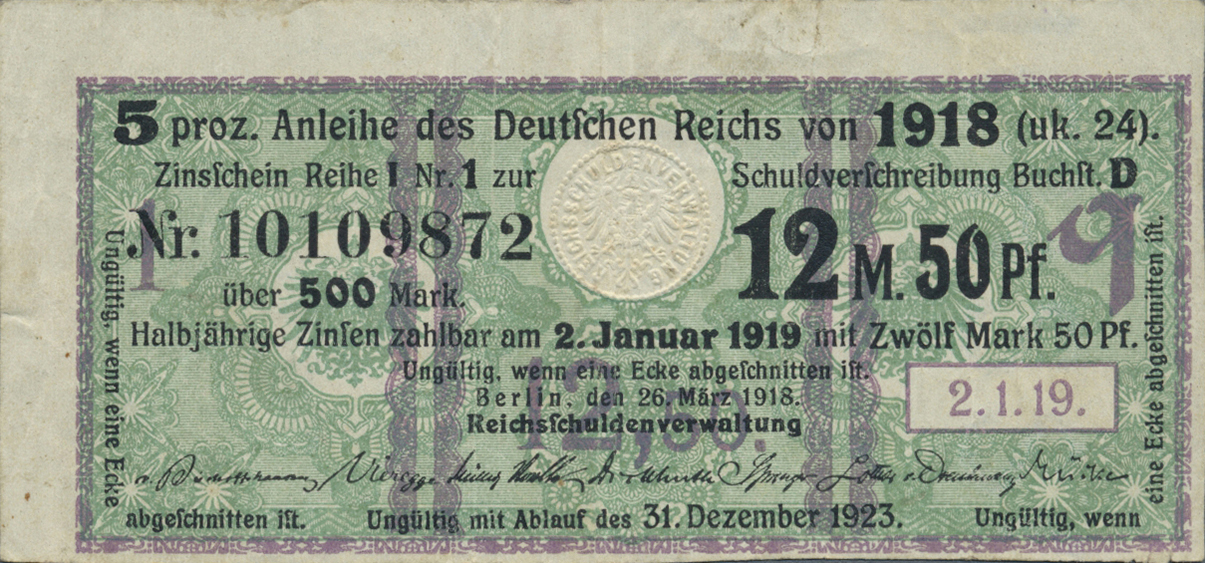 5 proz. Anleihe des Deutſchen Reichs von 1918 (uk. 24).
Zinsſchein Reihe I Nr. 1 zur Schuldverſchreibung Buchſt. D
Nr. 10109872
12 M. 50 Pf.
q
1
über 500 Mark.
Halbjährige Zinſen zahlbar am 2. Januar 1919 mit Zwölf Mark 50 Pf.
Ungültig, wenn eine Ecke abgeſchnitten iſt.
Berlin, den 26. März 1918.
12,50.
2.1.19.
Reichsſchuldenverwaltung
Ungültig, wenn eine Ecke
abgeſchnitten iſt.
Ungültig mit Ablauf des 31. Dezember 1923.
Ungültig, wenn
eine Ecke abgeſchnitten iſt.